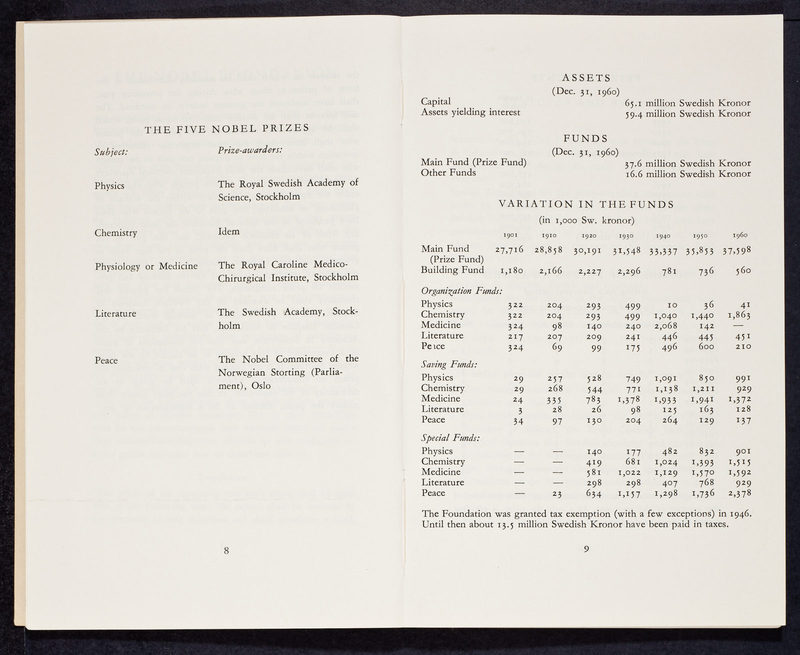 THE FIVE NOBEL PRIZES
Subject: Prize-awarders:
Physics The Royal Swedish Academy of
Science, Stockholm
Chemistry Idem
Physiology or Medicine The Royal Caroline Medico-
Chirurgical Institute, Stockholm
Literature The Swedish Academy, Stock-
holm
Peace The Nobel Committee of the
Norwegian Storting (Parlia-
ment), Oslo
8
ASSETS
(Dec. 31, 1960)
Capital 65.1 million Swedish Kronor
Assets yielding interest 59.4 million Swedish Kronor
FUNDS
(Dec. 31, 1960)
Main Fund (Prize Fund) 37.6 million Swedish Kronor
Other Funds 16.6 million Swedish Kronor
VARIATION IN THE FUNDS
(in 1,000 Sw. kronor)
1901 1910 1920 1930 1940 1950 1960
Main Fund 27,716 28,858 30,191 31,548 33,337 35,853 37,598
(Prize Fund)
Building Fund 1,180 2,166 2,227 2,296 781 736 560
Organization Funds:
Physics 322 204 293 499 10 36 41
Chemistry 322 204 293 499 1,040 1,440 1,863
Medicine 324 98 140 240 2,068 142 —
Literature 217 207 209 241 446 445 451
Peace 324 69 99 175 496 600 210
Saving Funds:
Physics 29 257 528 749 1,091 850 991
Chemistry 29 268 544 771 1,138 1,211 929
Medicine 24 335 783 1,378 1,933 1,941 1,372
Literature 3 28 26 98 125 163 128
Peace 34 97 130 204 264 129 137
Special Funds:
Physics — — 140 177 482 832 901
Chemistry — — 419 681 1,024 1,393 1,515
Medicine — — 581 1,022 1,129 1,570 1,592
Literature — — 298 298 407 768 929
Peace — 23 634 1,157 1,298 1,736 2,378
The Foundation was granted tax exemption (with a few exceptions) in 1946.
Until then about 13.5 million Swedish Kronor have been paid in taxes.
9